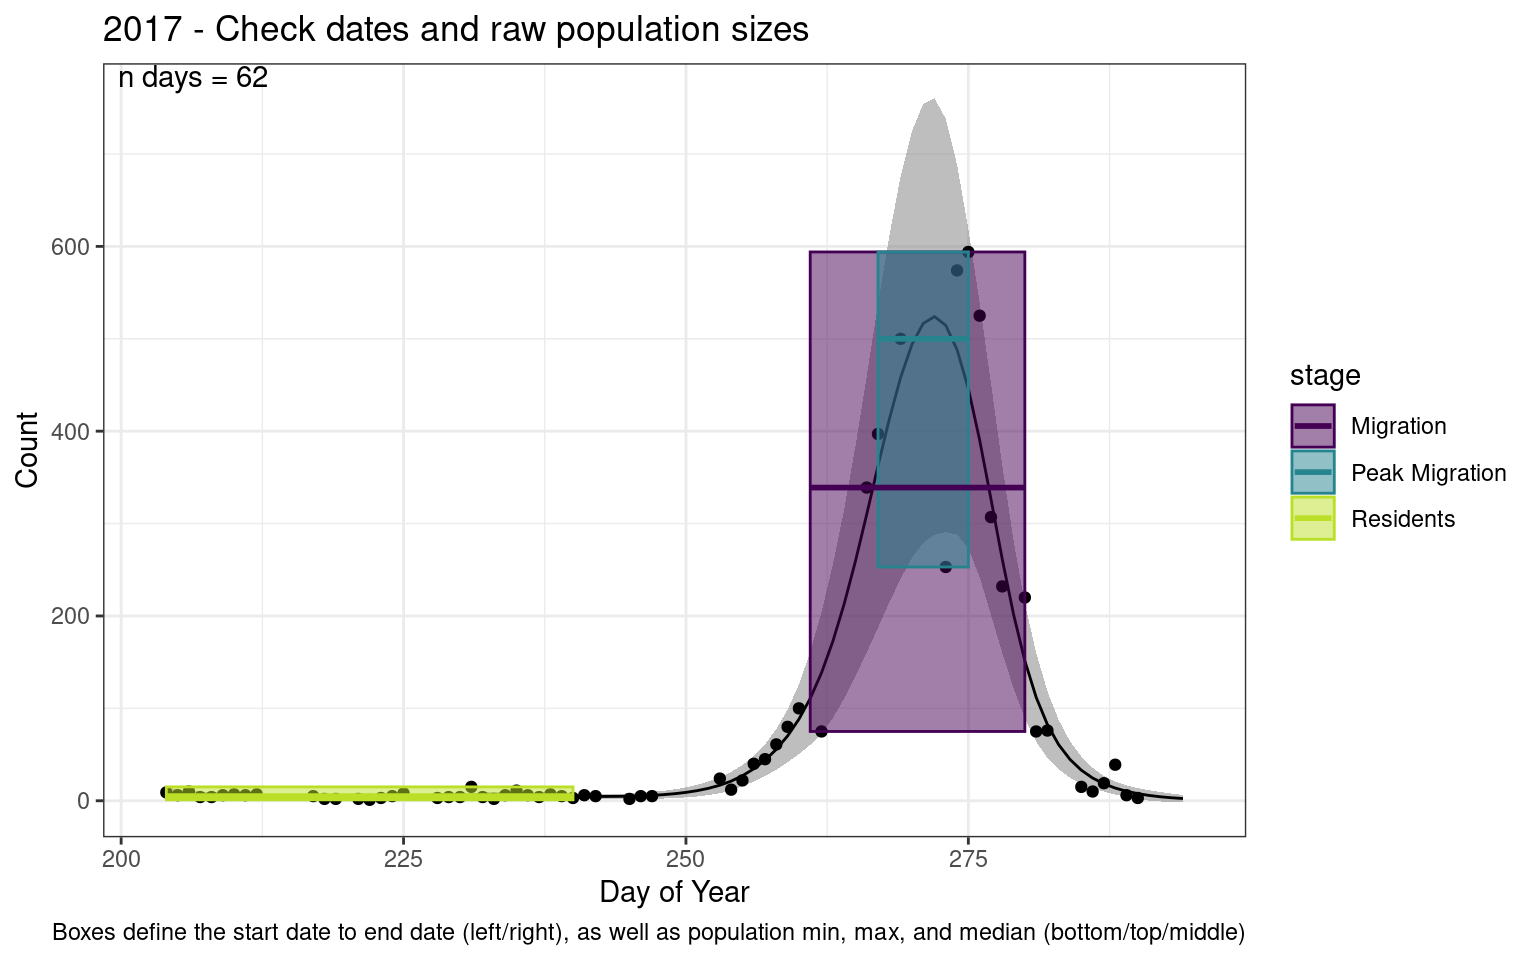 2017 - Check dates and raw population sizes
n days = 62
Count
600
400
200
0
200
225
250
275
Day of Year
stage
Migration
Peak Migration
Residents
Boxes define the start date to end date (left/right), as well as population min, max, and median (bottom/top/middle)